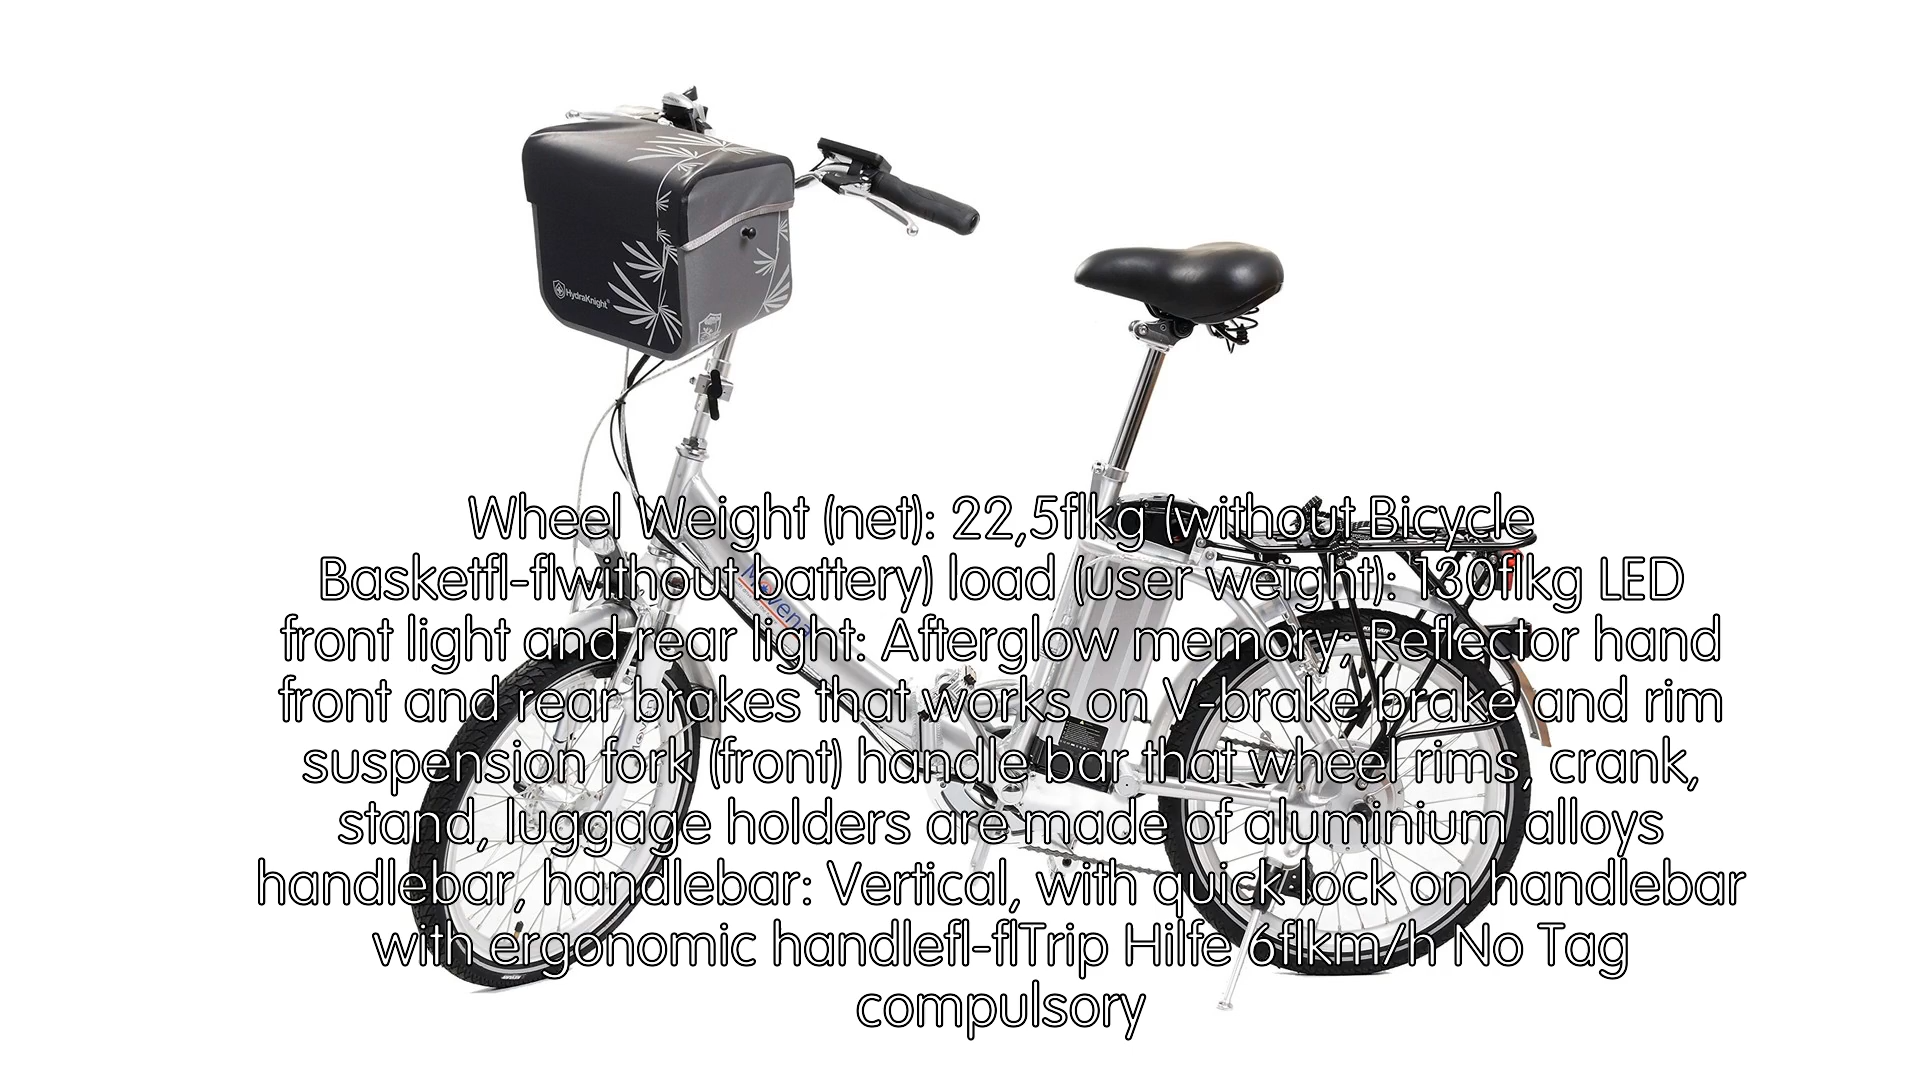 HydraKnight®
Movena
Wheel Weight (net): 22,5flkg (without Bicycle
Basketfl-flwithout battery) load (user weight): 130flkg LED
front light and rear light: Afterglow memory; Reflector hand
front and rear brakes that works on V-brake brake and rim
suspension fork (front) handle bar that wheel rims, crank,
stand, luggage holders are made of aluminium alloys
handlebar, handlebar: Vertical, with quick lock on handlebar
with ergonomic handlefl-flTrip Hilfe 6flkm/h No Tag
compulsory